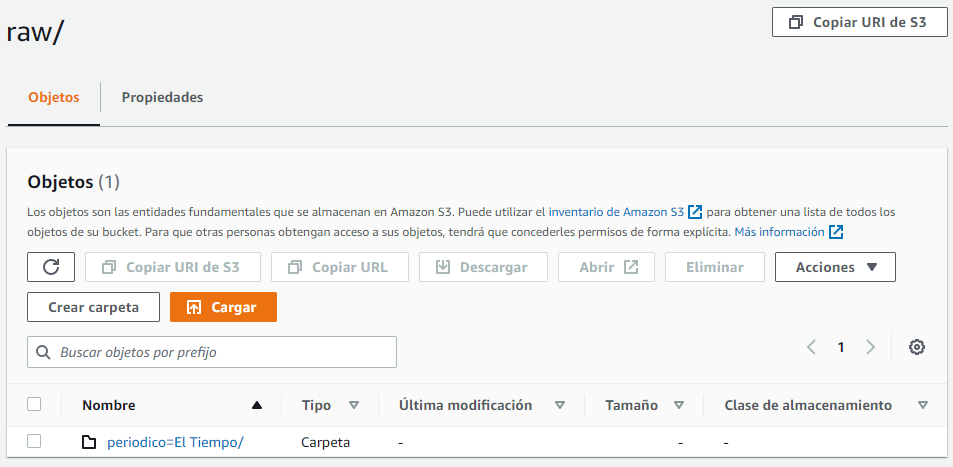 raw/
Copiar URI de S3
Objetos
Propiedades
Objetos (1)
Los objetos son las entidades fundamentales que se almacenan en Amazon S3. Puede utilizar el inventario de Amazon S3 para obtener una lista de todos los
objetos de su bucket. Para que otras personas obtengan acceso a sus objetos, tendrá que concederles permisos de forma explícita. Más información
Copiar URI de S3
Copiar URL
Descargar
Abrir
Eliminar
Acciones
Crear carpeta
Cargar
Buscar objetos por prefijo
1
Nombre
Tipo
Última modificación
Tamaño
Clase de almacenamiento
periodico=El Tiempo/
Carpeta
-
-
-